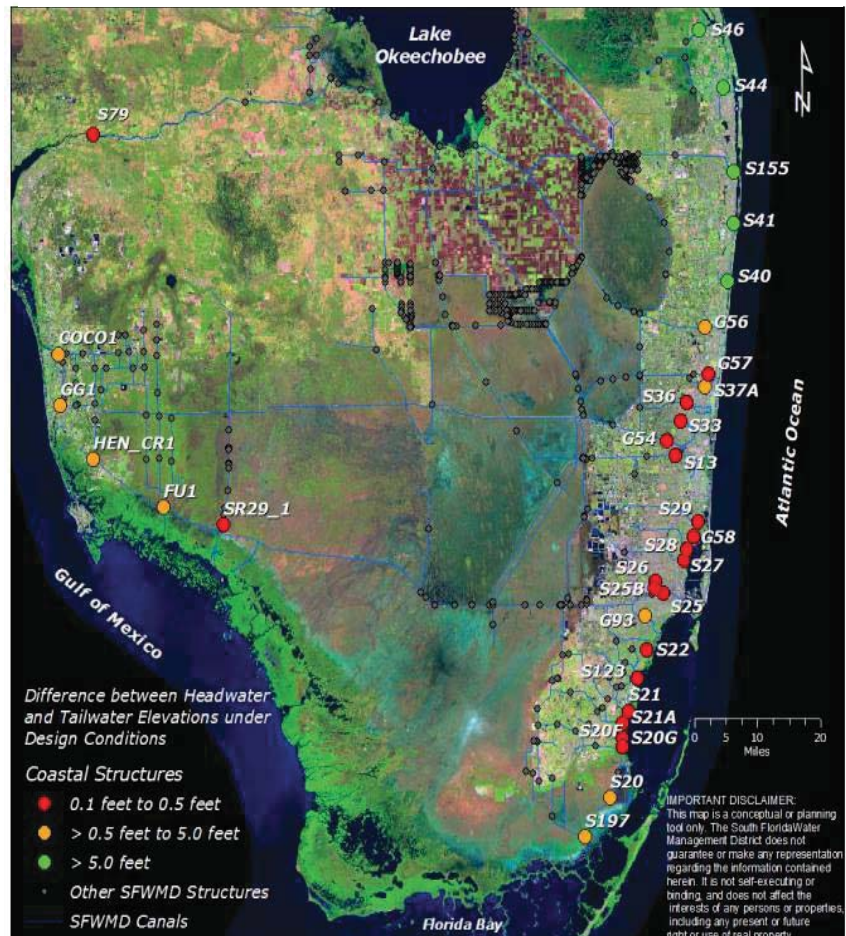 Lake
Okeechobee
S46
S44
S79
S155
S41
S40
G56
COCO1
G57
S37A
S36
GG1
S33
G54
S13
HEN_CR1
FU1
SR29_1
S29
G58
S28
S27
S26
S25B
S25
G93
S22
S123
S21
S21A
S20F
S20G
S20
S197
Atlantic Ocean
Gulf of Mexico
Florida Bay
N
0 5 10 20
Miles
Difference between Headwater
and Tailwater Elevations under
Design Conditions
Coastal Structures
0.1 feet to 0.5 feet
> 0.5 feet to 5.0 feet
> 5.0 feet
Other SFWMD Structures
SFWMD Canals
IMPORTANT DISCLAIMER:
This map is a conceptual or planning
tool only. The South FloridaWater
Management District does not
guarantee or make any representation
regarding the information contained
herein. It is not self-executing or
binding, and does not affect the
interests of any persons or properties,
including any present or future
right or use of real property.